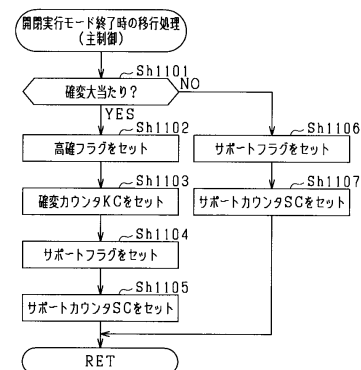 開閉実行モード終了時の移行処理
(主制御)
Sh1101
確変大当たり?
NO
YES
Sh1102
高確フラグをセット
Sh1103
確変カウンタKCをセット
Sh1104
サポートフラグをセット
Sh1105
サポートカウンタSCをセット
Sh1106
サポートフラグをセット
Sh1107
サポートカウンタSCをセット
RET